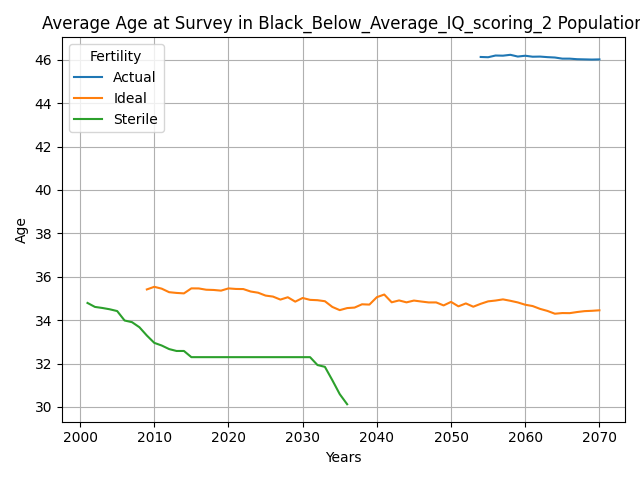 Average Age at Survey in Black_Below_Average_IQ_scoring_2 Population
Fertility
Actual
Ideal
Sterile
Age
46
44
42
40
38
36
34
32
30
2000
2010
2020
2030
2040
2050
2060
2070
Years